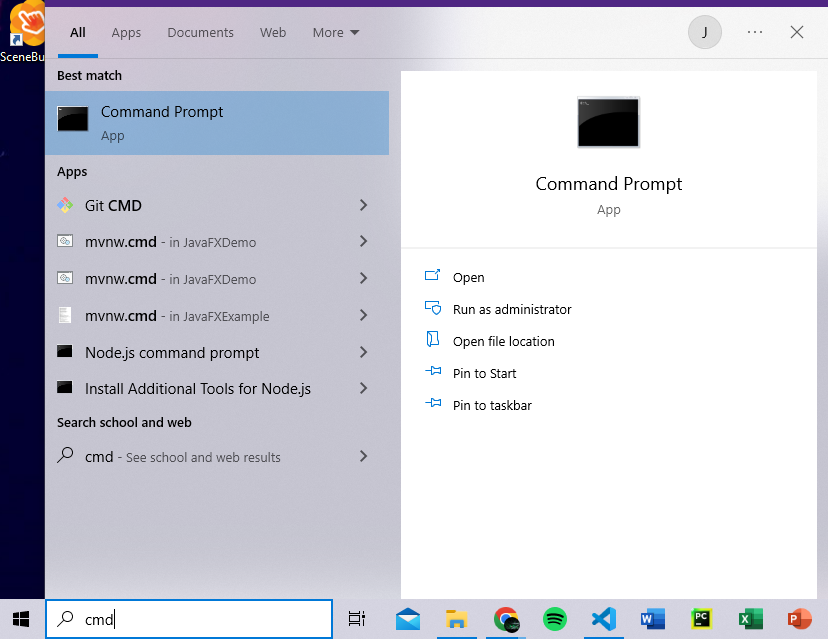 SceneBu
All Apps Documents Web More J
Best match
Command Prompt
App
Apps
Git CMD
mvnw.cmd - in JavaFXDemo
mvnw.cmd - in JavaFXDemo
mvnw.cmd - in JavaFXExample
Node.js command prompt
Install Additional Tools for Node.js
Search school and web
cmd - See school and web results
Command Prompt
App
Open
Run as administrator
Open file location
Pin to Start
Pin to taskbar
cmd
W PC X P